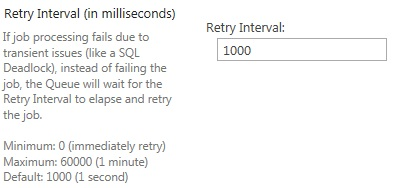 Retry Interval (in milliseconds)
If job processing fails due to
transient issues (like a SQL
Deadlock), instead of failing
the job, the Queue will wait for
the Retry Interval to elapse and retry
the job.
Minimum: 0 (immediately retry)
Maximum: 60000 (1 minute)
Default: 1000 (1 second)
Retry Interval:
1000